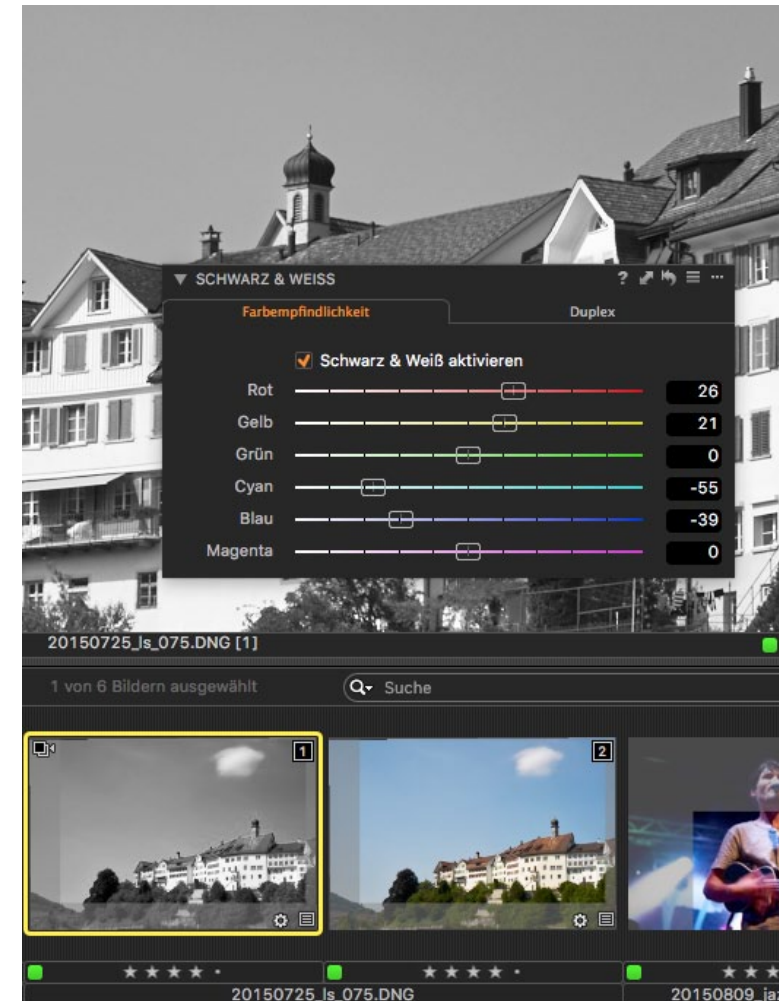 SCHWARZ & WEISS ?
Farbempfindlichkeit Duplex
Schwarz & Weiß aktivieren
Rot 26
Gelb 21
Grün 0
Cyan -55
Blau -39
Magenta 0
20150725_ls_075.DNG [1]
1 von 6 Bildern ausgewählt Suche
1 2
20150725_ls_075.DNG 20150809_ja